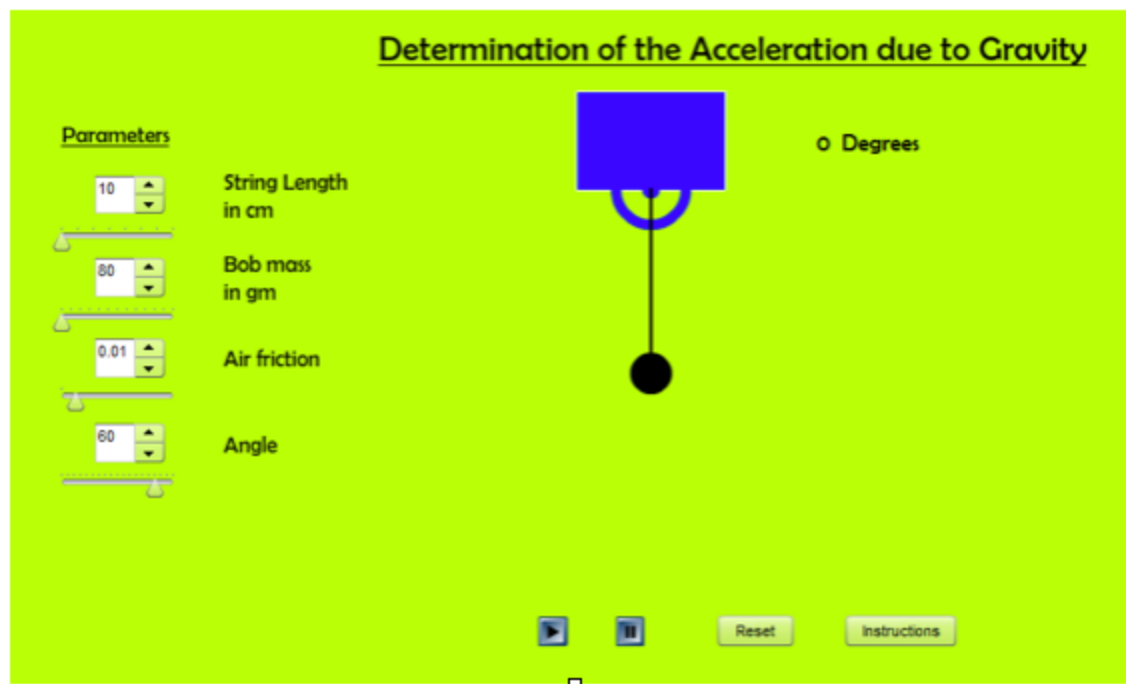 Determination of the Acceleration due to Gravity
Parameters
10
String Length
in cm
80
Bob mass
in gm
0.01
Air friction
60
Angle
0 Degrees
Reset
Instructions